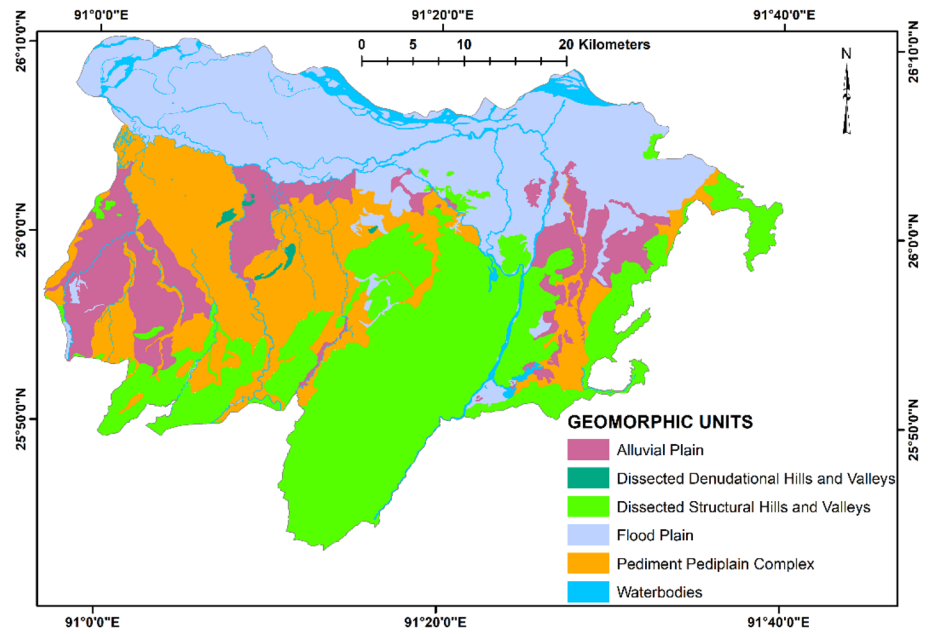 91°0'0"E 91°20'0"E 91°40'0"E
26°10'0"N 26°10'0"N
0 5 10 20 Kilometers
N
26°0'0"N 26°0'0"N
25°50'0"N 25°50'0"N
GEOMORPHIC UNITS
Alluvial Plain
Dissected Denudational Hills and Valleys
Dissected Structural Hills and Valleys
Flood Plain
Pediment Pediplain Complex
Waterbodies
91°0'0"E 91°20'0"E 91°40'0"E